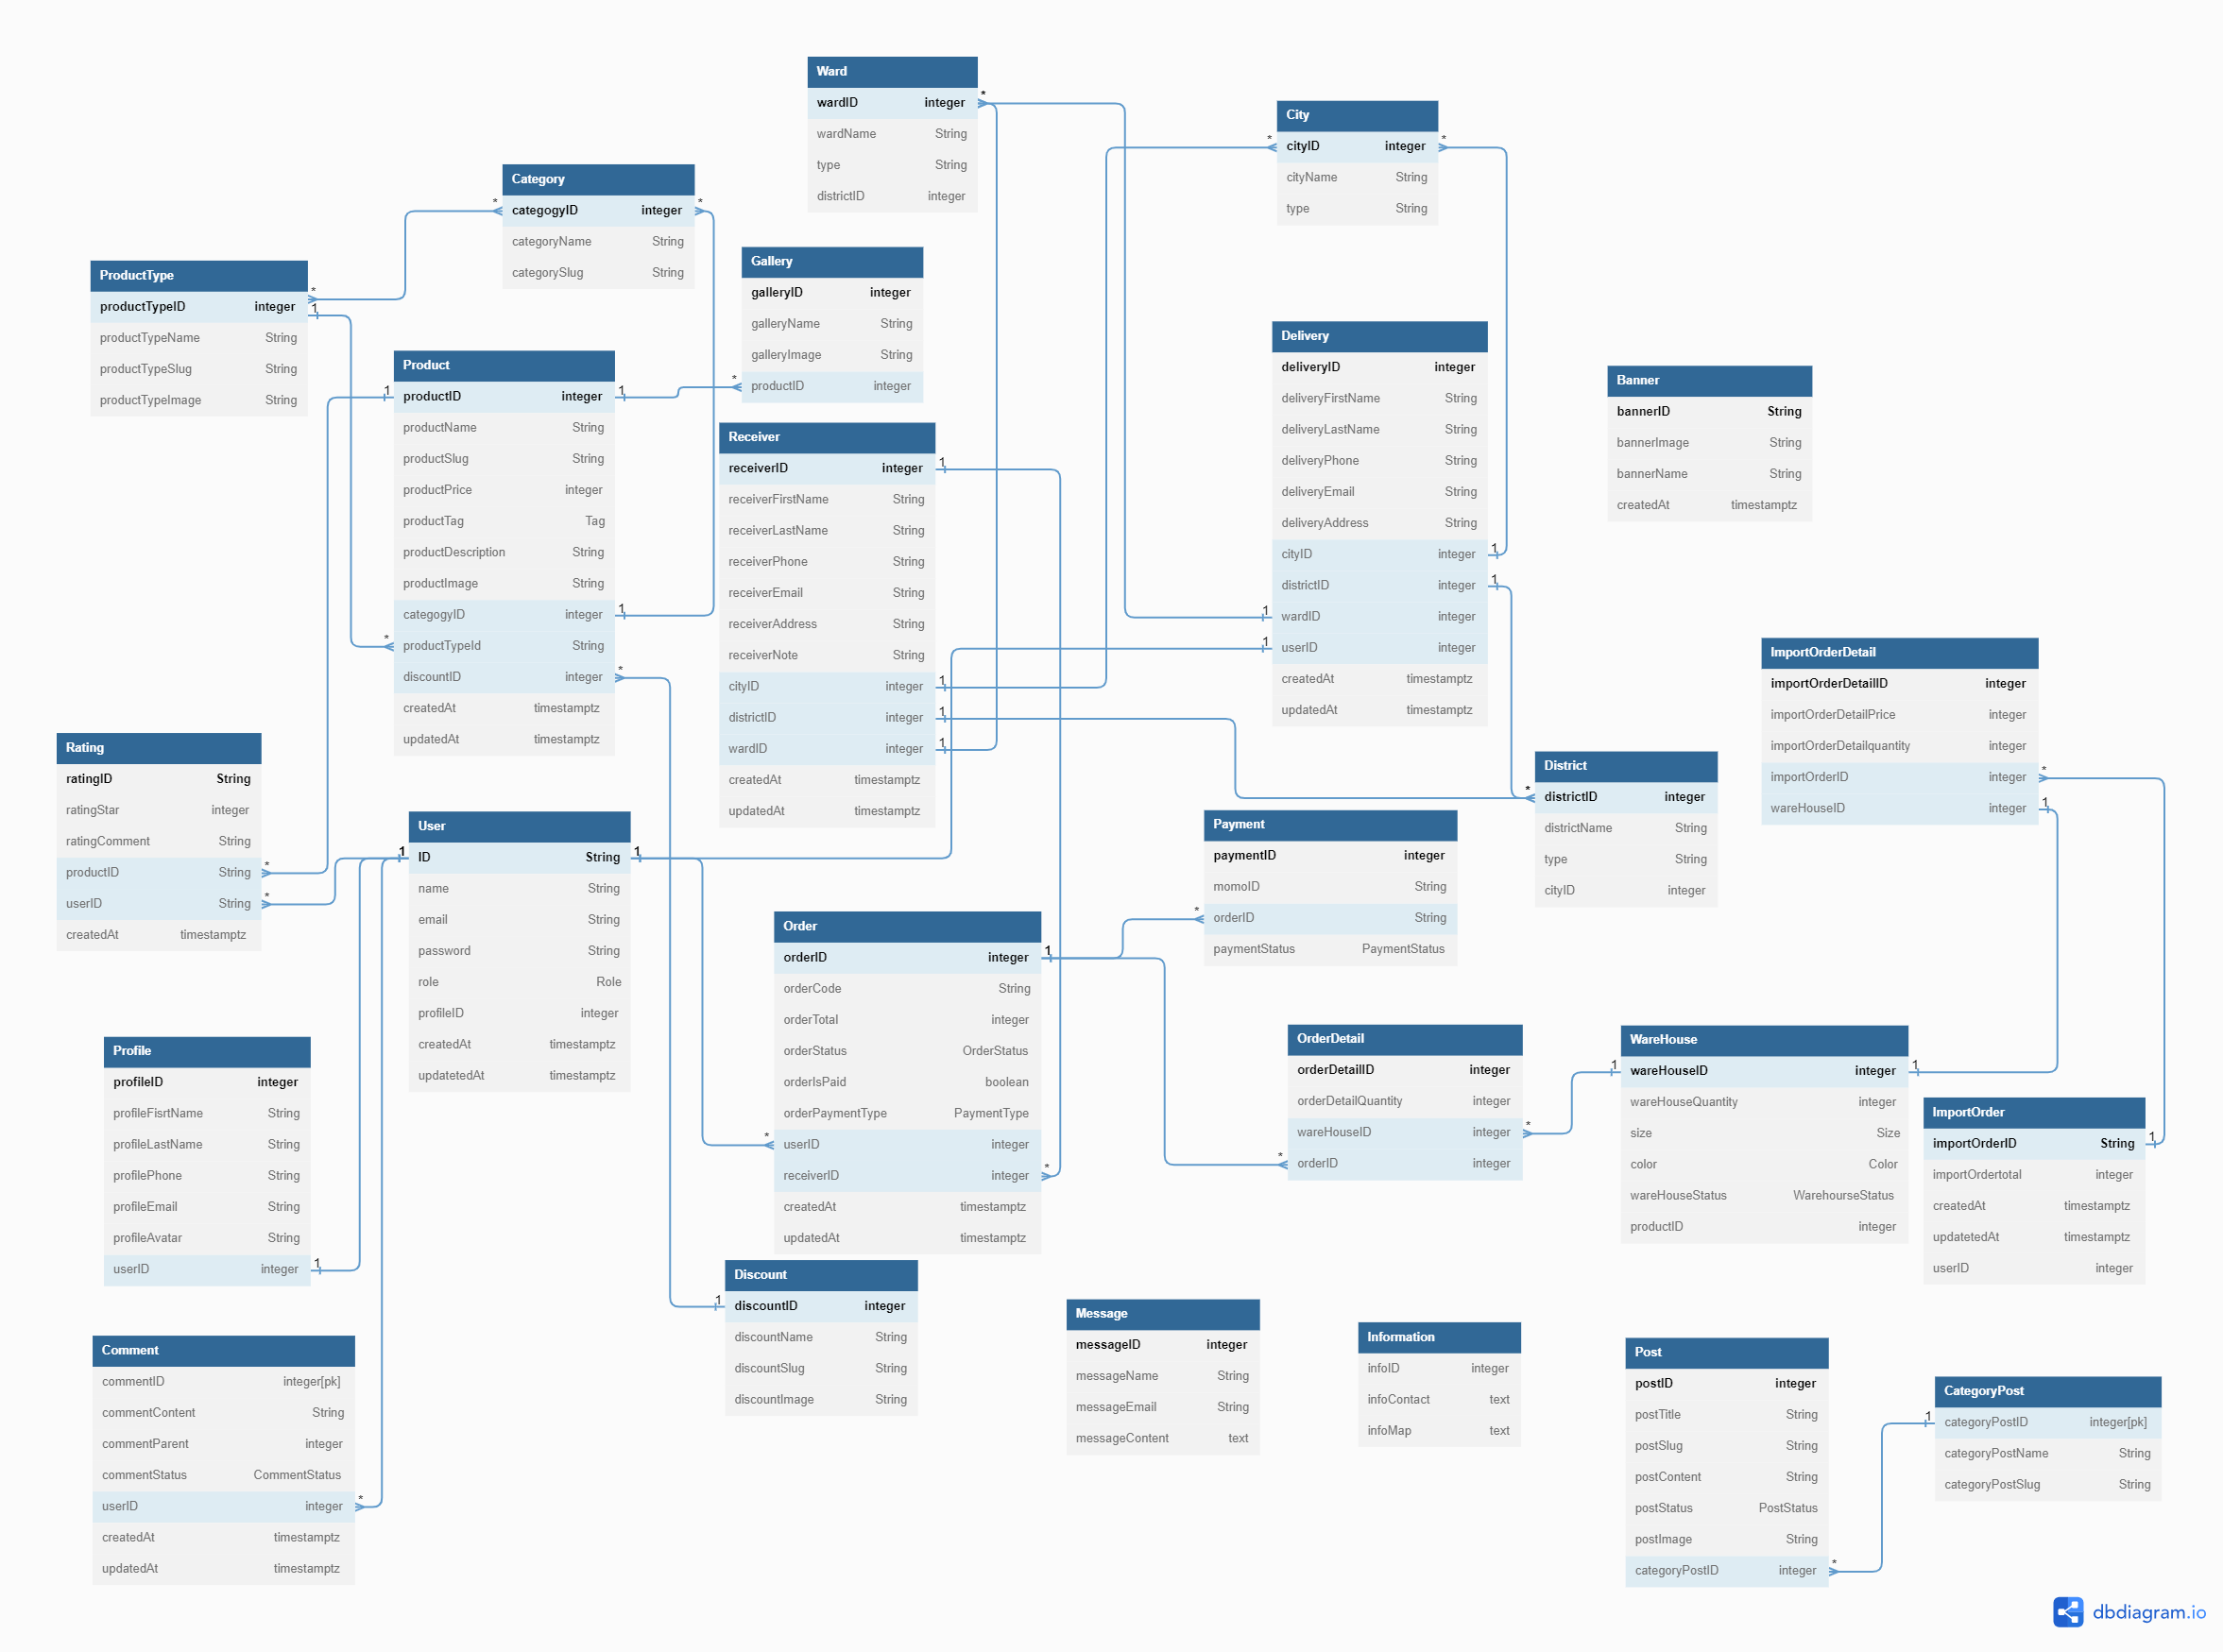 Ward
wardID integer
wardName String
type String
districtID integer
City
cityID integer
cityName String
type String
Category
categogyID integer
categoryName String
categorySlug String
Gallery
galleryID integer
galleryName String
galleryImage String
productID integer
ProductType
productTypeID integer
productTypeName String
productTypeSlug String
productTypeImage String
Product
productID integer
productName String
productSlug String
productPrice integer
productTag Tag
productDescription String
productImage String
categogyID integer
productTypeId String
discountID integer
createdAt timestamptz
updatedAt timestamptz
Receiver
receiverID integer
receiverFirstName String
receiverLastName String
receiverPhone String
receiverEmail String
receiverAddress String
receiverNote String
cityID integer
districtID integer
wardID integer
createdAt timestamptz
updatedAt timestamptz
Delivery
deliveryID integer
deliveryFirstName String
deliveryLastName String
deliveryPhone String
deliveryEmail String
deliveryAddress String
cityID integer
districtID integer
wardID integer
userID integer
createdAt timestamptz
updatedAt timestamptz
Banner
bannerID String
bannerImage String
bannerName String
createdAt timestamptz
ImportOrderDetail
importOrderDetailID integer
importOrderDetailPrice integer
importOrderDetailquantity integer
importOrderID integer
wareHouseID integer
Rating
ratingID String
ratingStar integer
ratingComment String
productID String
userID String
createdAt timestamptz
User
ID String
name String
email String
password String
role Role
profileID integer
createdAt timestamptz
updatetedAt timestamptz
District
districtID integer
districtName String
type String
cityID integer
Payment
paymentID integer
momoID String
orderID String
paymentStatus PaymentStatus
Order
orderID integer
orderCode String
orderTotal integer
orderStatus OrderStatus
orderIsPaid boolean
orderPaymentType PaymentType
userID integer
receiverID integer
createdAt timestamptz
updatedAt timestamptz
Profile
profileID integer
profileFisrtName String
profileLastName String
profilePhone String
profileEmail String
profileAvatar String
userID integer
OrderDetail
orderDetailID integer
orderDetailQuantity integer
wareHouseID integer
orderID integer
WareHouse
wareHouseID integer
wareHouseQuantity integer
size Size
color Color
wareHouseStatus WarehourseStatus
productID integer
ImportOrder
importOrderID String
importOrdertotal integer
createdAt timestamptz
updatetedAt timestamptz
userID integer
Discount
discountID integer
discountName String
discountSlug String
discountImage String
Message
messageID integer
messageName String
messageEmail String
messageContent text
Information
infoID integer
infoContact text
infoMap text
Comment
commentID integer[pk]
commentContent String
commentParent integer
commentStatus CommentStatus
userID integer
createdAt timestamptz
updatedAt timestamptz
Post
postID integer
postTitle String
postSlug String
postContent String
postStatus PostStatus
postImage String
categoryPostID integer
CategoryPost
categoryPostID integer[pk]
categoryPostName String
categoryPostSlug String
dbdiagram.io